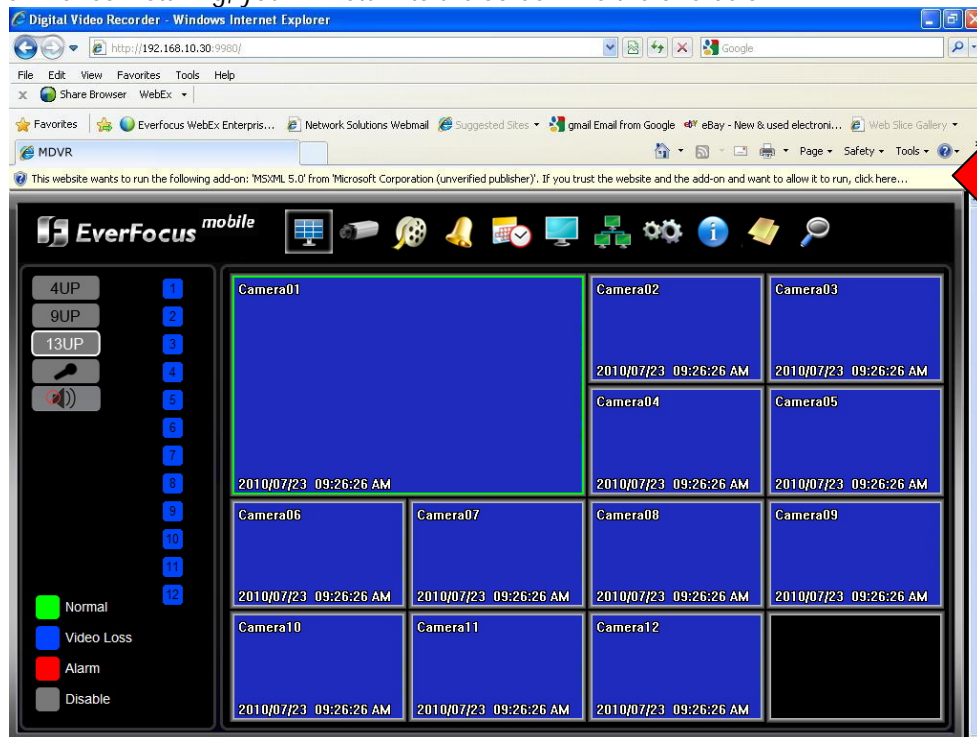 Digital Video Recorder - Windows Internet Explorer
http://192.168.10.30:9980/
Google
File Edit View Favorites Tools Help
x Share Browser WebEx
Favorites Everfocus WebEx Enterpris... Network Solutions Webmail Suggested Sites gmail Email from Google eBay - New & used electroni... Web Slice Gallery
MDVR
Page Safety Tools
This website wants to run the following add-on: 'MSXML 5.0' from 'Microsoft Corporation (unverified publisher)'. If you trust the website and the add-on and want to allow it to run, click here...
EverFocus mobile
4UP 1
9UP 2
13UP 3
4
5
6
7
8
9
10
11
12
Normal
Video Loss
Alarm
Disable
Camera01
2010/07/23 09:26:26 AM
Camera02
2010/07/23 09:26:26 AM
Camera03
2010/07/23 09:26:26 AM
Camera04
2010/07/23 09:26:26 AM
Camera05
2010/07/23 09:26:26 AM
Camera06
2010/07/23 09:26:26 AM
Camera07
2010/07/23 09:26:26 AM
Camera08
2010/07/23 09:26:26 AM
Camera09
2010/07/23 09:26:26 AM
Camera10
2010/07/23 09:26:26 AM
Camera11
2010/07/23 09:26:26 AM
Camera12
2010/07/23 09:26:26 AM